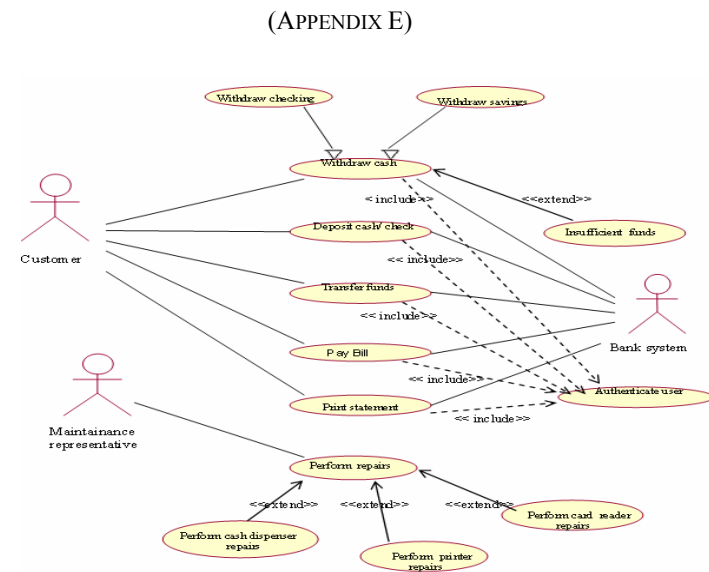 (APPENDIX E)
Withdraw checking
Withdraw savings
Withdraw cash
< include>>
<<extend>>
Deposit cash/ check
Insufficient funds
Customer
<< include>>
Transfer funds
<< include>>
Bank system
Pay Bill
<< include>>
Authenticate user
Print statement
<< include>>
Maintainance
representative
Perform repairs
<<extend>>
<<extend>>
<<extend>>
Perform card reader
repairs
Perform cash dispenser
repairs
Perform printer
repairs